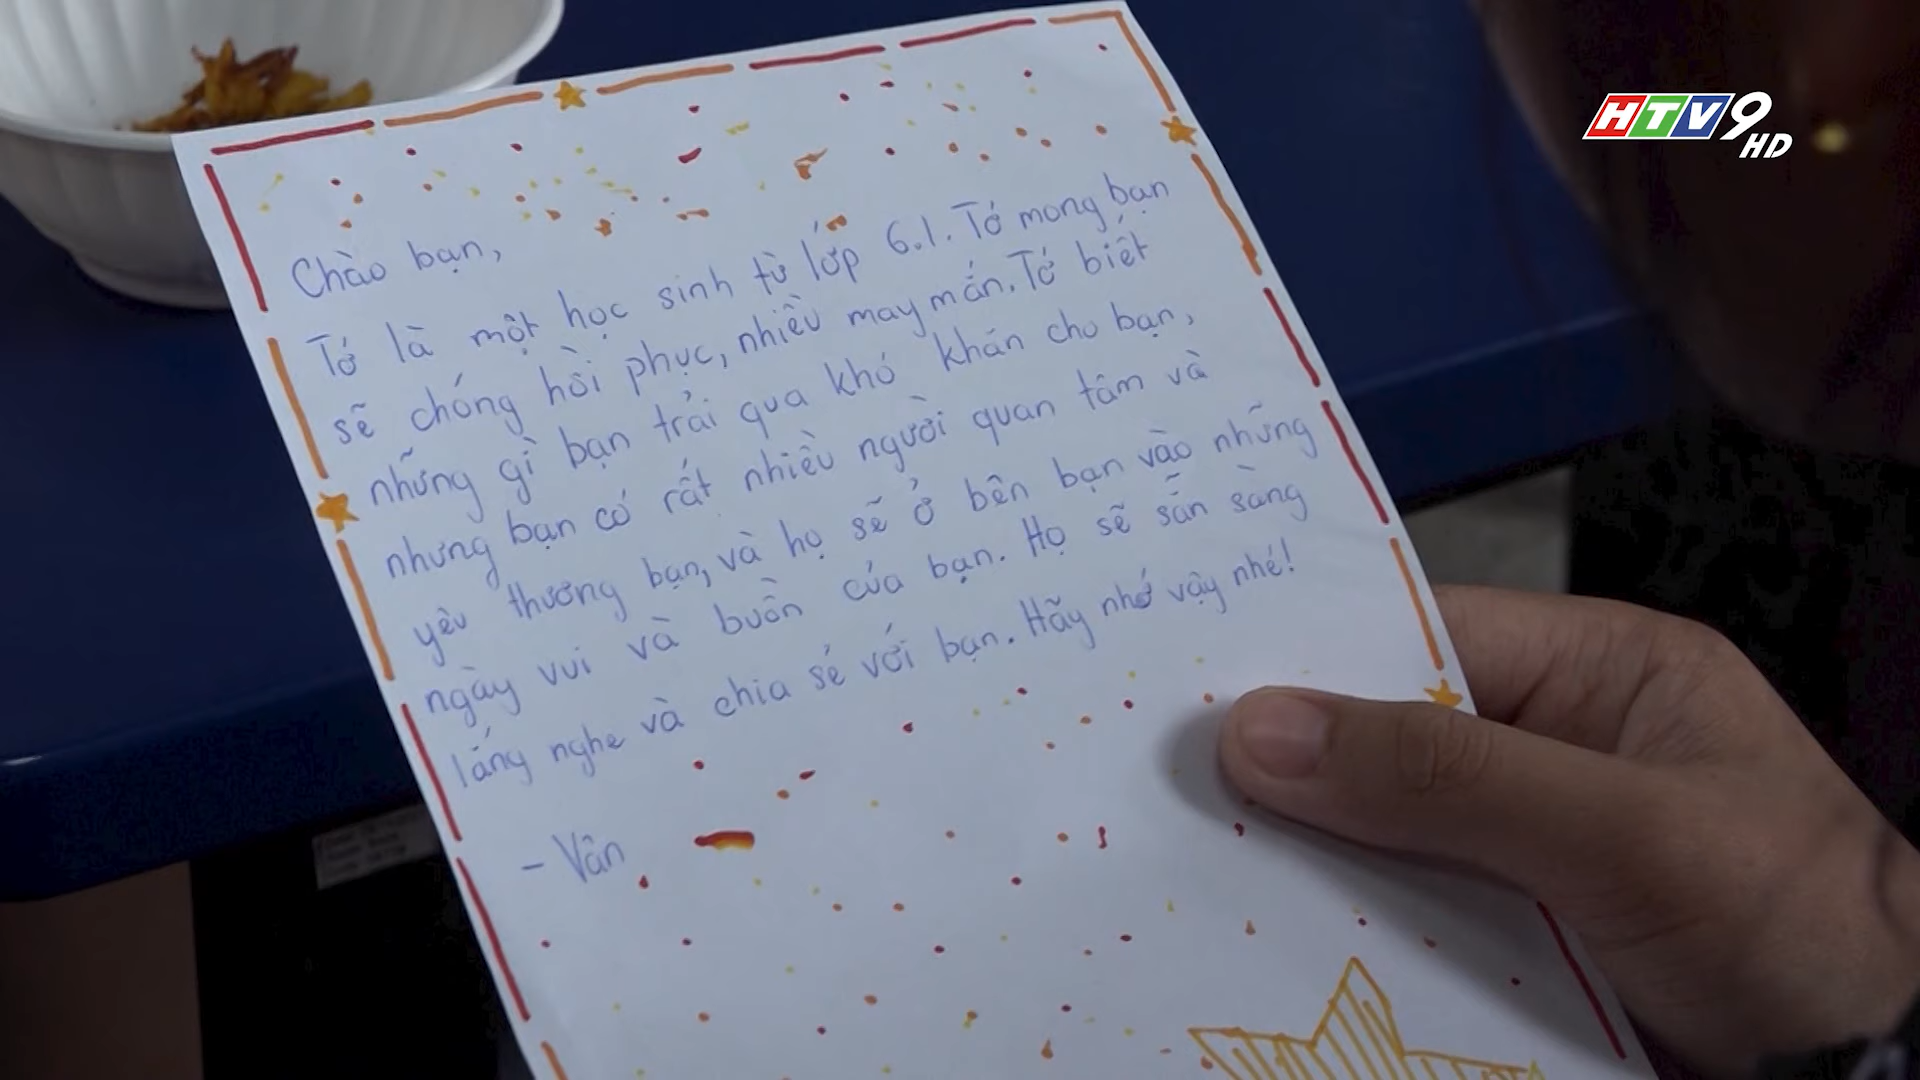 HTV9
HD
Chào bạn,
Tớ là một học sinh từ lớp 6.1. Tớ mong bạn
sẽ chóng hồi phục, nhiều may mắn. Tớ biết
những gì bạn trải qua khó khăn cho bạn,
nhưng bạn có rất nhiều người quan tâm và
yêu thương bạn, và họ sẽ ở bên bạn vào những
ngày vui và buồn của bạn. Họ sẽ sẵn sàng
lắng nghe và chia sẻ với bạn. Hãy nhớ vậy nhé!
- Vân